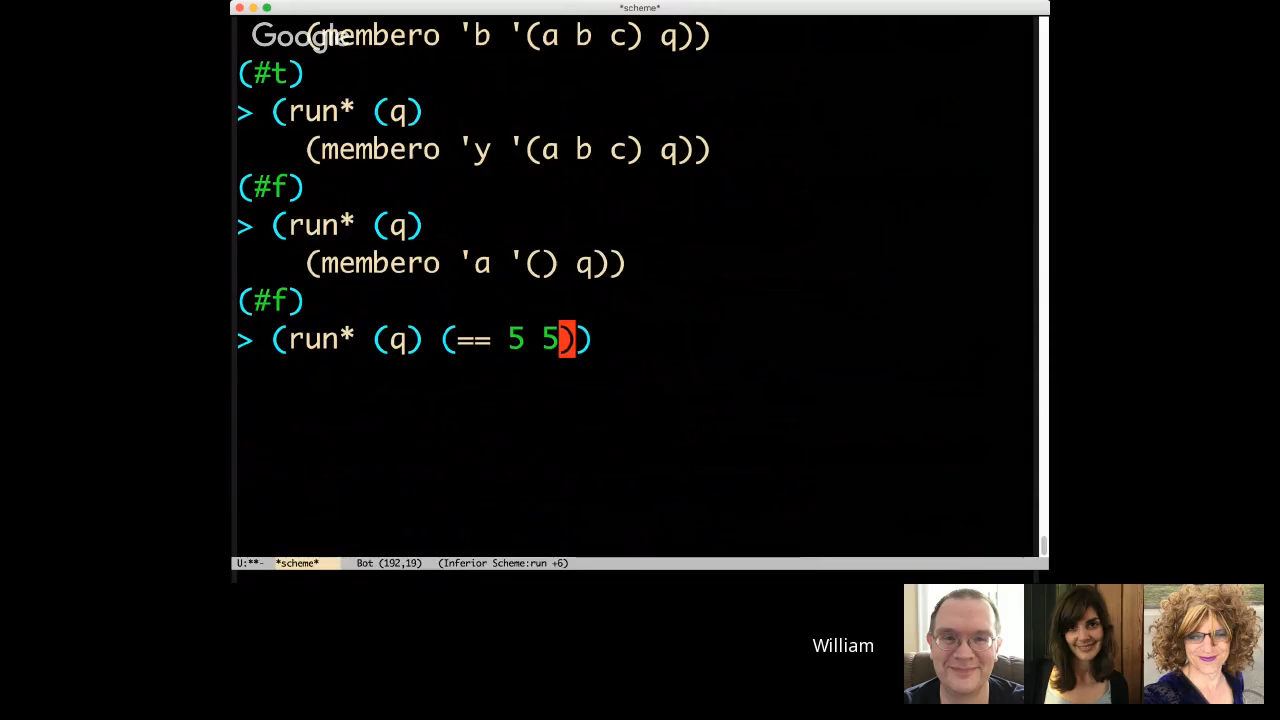 *scheme*
Google
(membero 'b '(a b c) q))
(#t)
> (run* (q)
(membero 'y '(a b c) q))
(#f)
> (run* (q)
(membero 'a '() q))
(#f)
> (run* (q) (== 5 5))
U:**- *scheme* Bot (192,19) (Inferior Scheme:run +6)
William